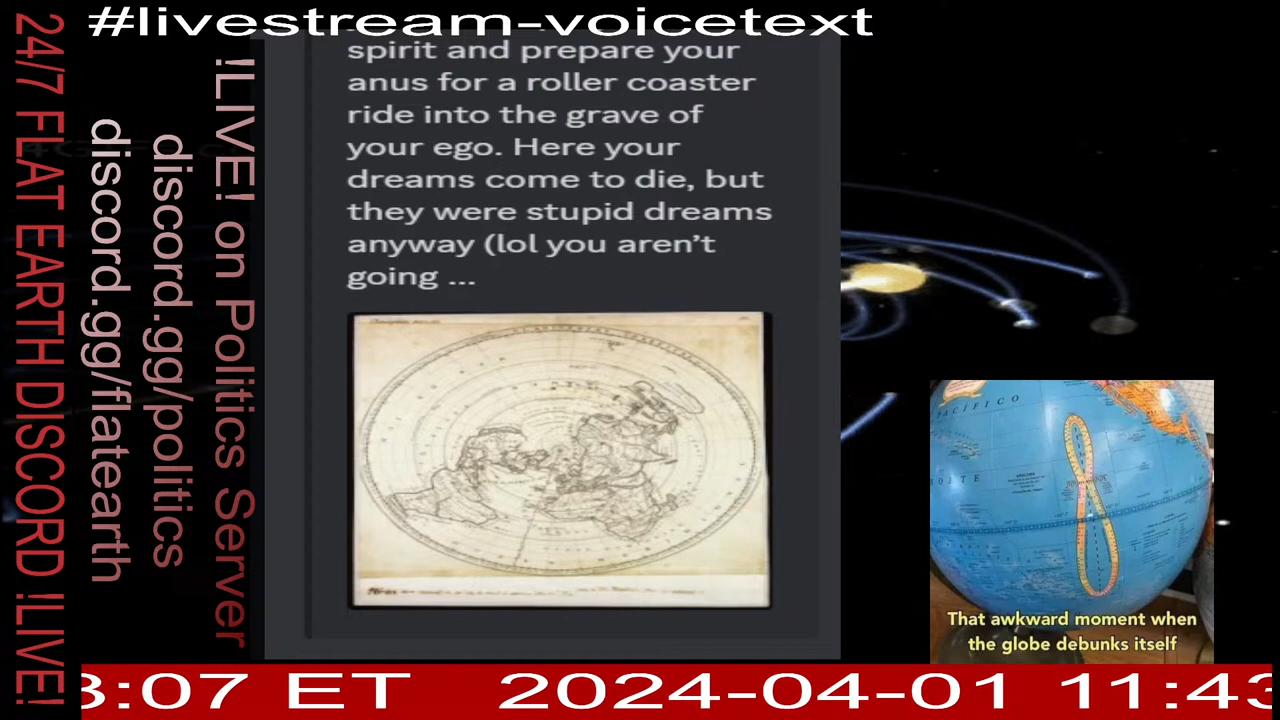 #livestream-voicetext
24/7 FLAT EARTH DISCORD !LIVE!
discord.gg/flatearth
discord.gg/politics
!LIVE! on Politics Server
spirit and prepare your
anus for a roller coaster
ride into the grave of
your ego. Here your
dreams come to die, but
they were stupid dreams
anyway (lol you aren’t
going ...
PACÍFICO
That awkward moment when
the globe debunks itself
3:07 ET 2024-04-01 11:43